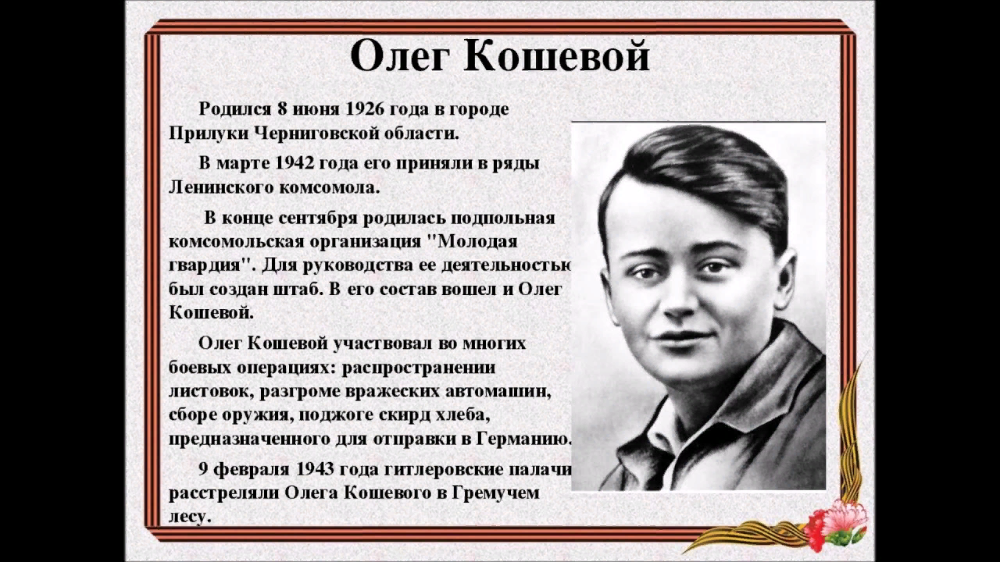 Олег Кошевой
Родился 8 июня 1926 года в городе
Прилуки Черниговской области.
В марте 1942 года его приняли в ряды
Ленинского комсомола.
В конце сентября родилась подпольная
комсомольская организация "Молодая
гвардия". Для руководства ее деятельностью
был создан штаб. В его состав вошел и Олег
Кошевой.
Олег Кошевой участвовал во многих
боевых операциях: распространении
листовок, разгроме вражеских автомашин,
сборе оружия, поджоге скирд хлеба,
предназначенного для отправки в Германию.
9 февраля 1943 года гитлеровские палачи
расстреляли Олега Кошевого в Гремучем
лесу.